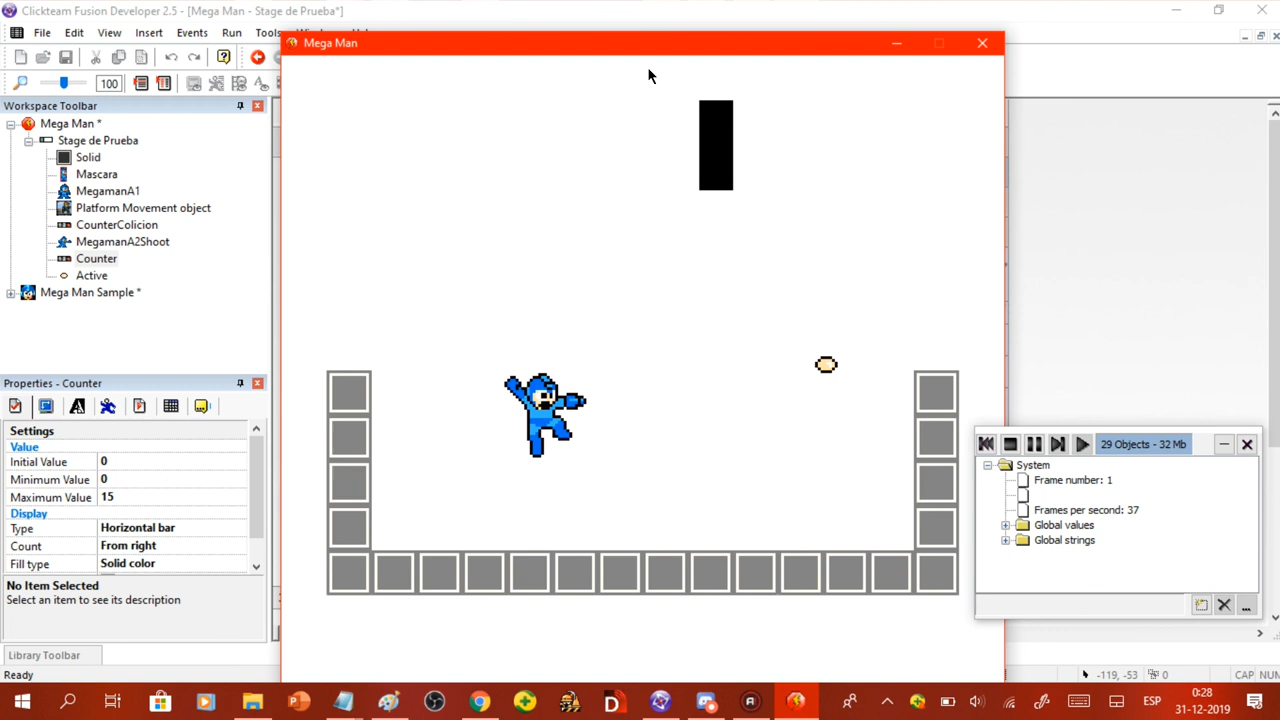 Clickteam Fusion Developer 2.5 - [Mega Man - Stage de Prueba*]
File Edit View Insert Events Run Tools
100
Workspace Toolbar
Mega Man *
Stage de Prueba
Solid
Mascara
MegamanA1
Platform Movement object
CounterColicion
MegamanA2Shoot
Counter
Active
Mega Man Sample *
Properties - Counter
Settings
Value
Initial Value 0
Minimum Value 0
Maximum Value 15
Display
Type Horizontal bar
Count From right
Fill type Solid color
No Item Selected
Select an item to see its description
Library Toolbar
Ready
Mega Man
29 Objects - 32 Mb
System
Frame number: 1
Frames per second: 37
Global values
Global strings
-119, -53
0
CAP
NUM
ESP
0:28
31-12-2019